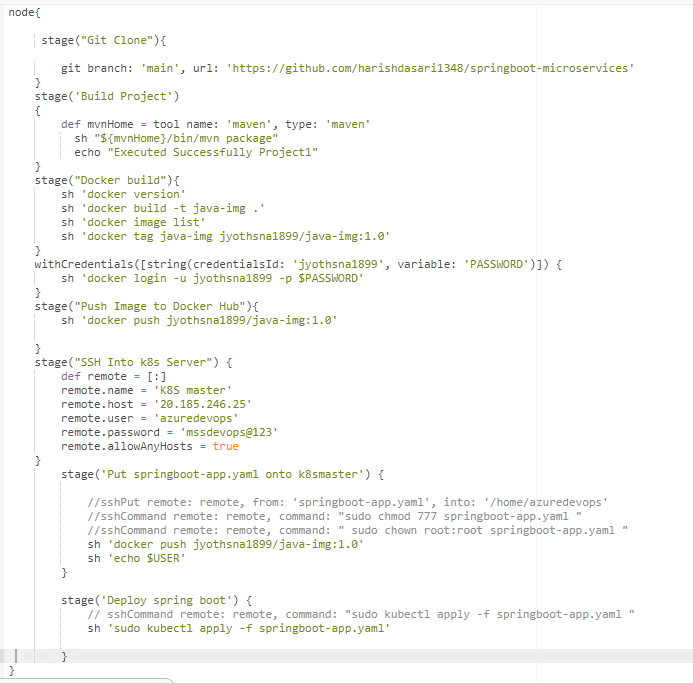 node{
stage("Git Clone"){
git branch: 'main', url: 'https://github.com/harishdasari1348/springboot-microservices'
}
stage('Build Project')
{
def mvnHome = tool name: 'maven', type: 'maven'
sh "${mvnHome}/bin/mvn package"
echo "Executed Successfully Project1"
}
stage("Docker build"){
sh 'docker version'
sh 'docker build -t java-img .'
sh 'docker image list'
sh 'docker tag java-img jyothsna1899/java-img:1.0'
}
withCredentials([string(credentialsId: 'jyothsna1899', variable: 'PASSWORD')]) {
sh 'docker login -u jyothsna1899 -p $PASSWORD'
}
stage("Push Image to Docker Hub"){
sh 'docker push jyothsna1899/java-img:1.0'
}
stage("SSH Into k8s Server") {
def remote = [:]
remote.name = 'K8S master'
remote.host = '20.185.246.25'
remote.user = 'azuredevops'
remote.password = 'mssdevops@123'
remote.allowAnyHosts = true
}
stage('Put springboot-app.yaml onto k8smaster') {
//sshPut remote: remote, from: 'springboot-app.yaml', into: '/home/azuredevops'
//sshCommand remote: remote, command: "sudo chmod 777 springboot-app.yaml "
//sshCommand remote: remote, command: " sudo chown root:root springboot-app.yaml "
sh 'docker push jyothsna1899/java-img:1.0'
sh 'echo $USER'
}
stage('Deploy spring boot') {
// sshCommand remote: remote, command: "sudo kubectl apply -f springboot-app.yaml "
sh 'sudo kubectl apply -f springboot-app.yaml'
}
}